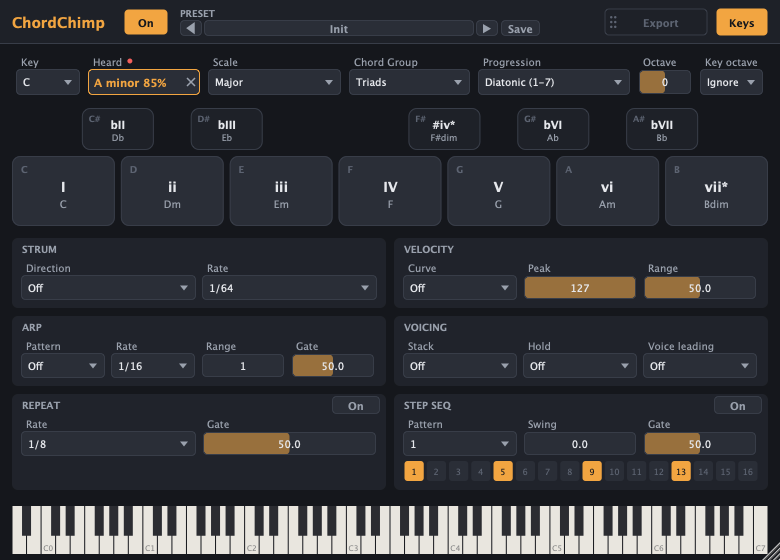 ChordChimp On PRESET Init Save Export Keys
Key Heard Scale Chord Group Progression Octave Key octave
C A minor 85% Major Triads Diatonic (1-7) 0 Ignore
C# bII Db
D# bIII Eb
F# #iv* F#dim
G# bVI Ab
A# bVII Bb
C I C
D ii Dm
E iii Em
F IV F
G V G
A vi Am
B vii* Bdim
STRUM
Direction Rate
Off 1/64
VELOCITY
Curve Peak Range
Off 127 50.0
ARP
Pattern Rate Range Gate
Off 1/16 1 50.0
VOICING
Stack Hold Voice leading
Off Off Off
REPEAT On
Rate Gate
1/8 50.0
STEP SEQ On
Pattern Swing Gate
1 0.0 50.0
1 2 3 4 5 6 7 8 9 10 11 12 13 14 15 16
C0 C1 C2 C3 C4 C5 C6 C7